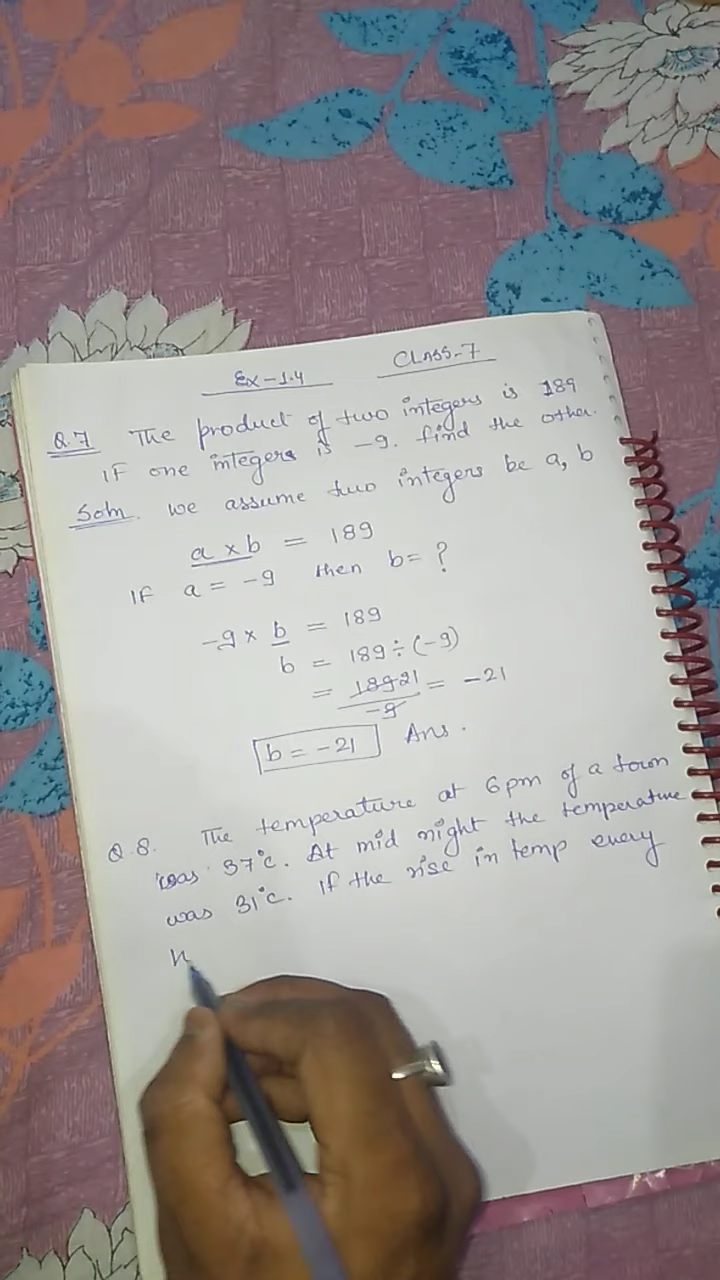 Ex-1.4 CLASS-7
Q.7 The product of two integers is 189
IF one integers is -9. find the other.
Soln. we assume two integers be a, b
a x b = 189
IF a = -9 then b= ?
-9 x b = 189
b = 189 ÷ (-9)
= 189 21 / -9 = -21
b = -21 Ans.
Q.8. The temperature at 6pm of a town
was 37°c. At mid night the temperature
was 31°c. If the rise in temp every